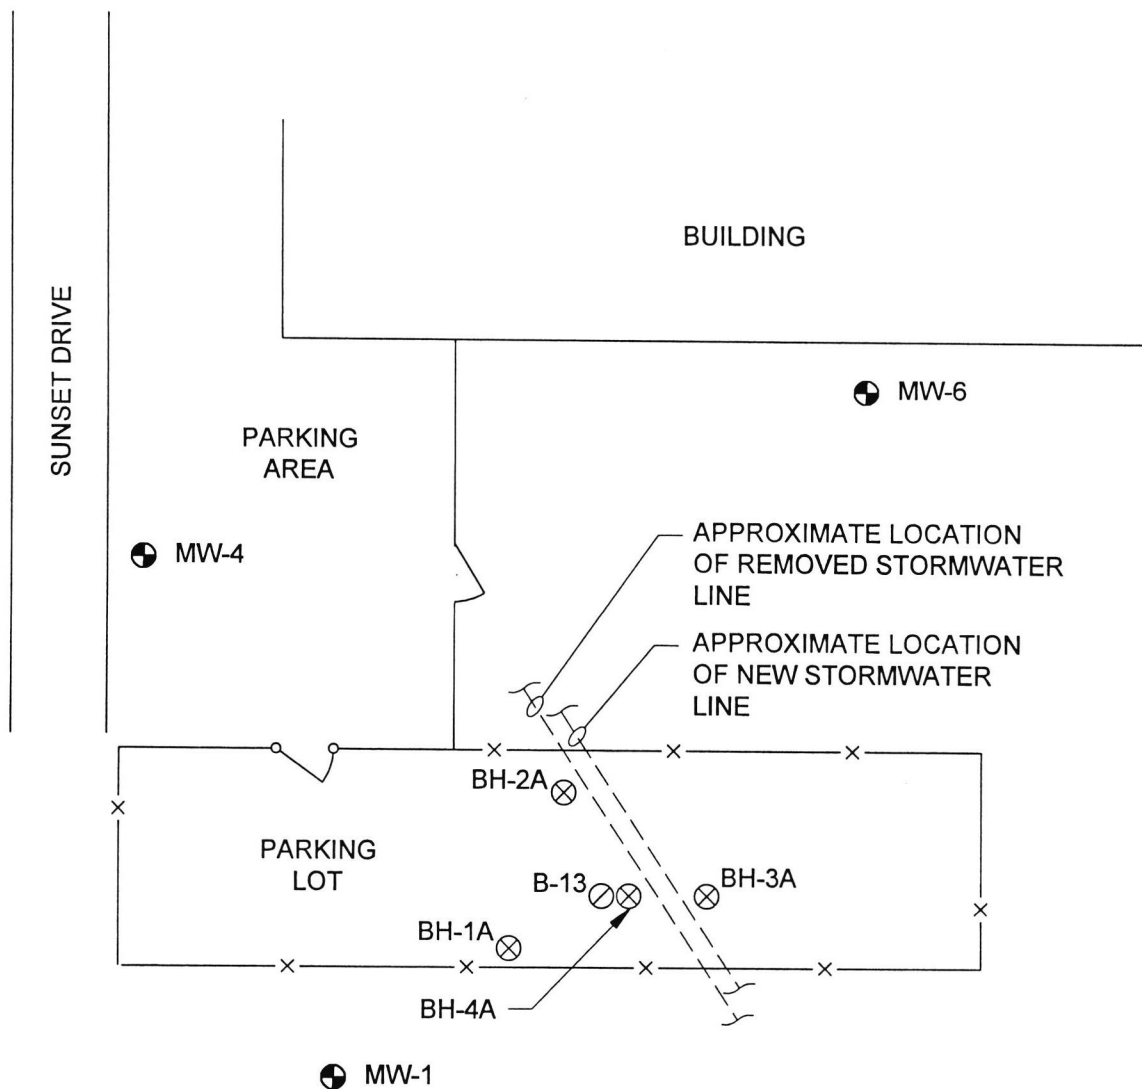 BUILDING
SUNSET DRIVE
MW-6
PARKING
AREA
MW-4
APPROXIMATE LOCATION
OF REMOVED STORMWATER
LINE
APPROXIMATE LOCATION
OF NEW STORMWATER
LINE
BH-2A
PARKING
LOT
B-13
BH-3A
BH-1A
BH-4A
MW-1